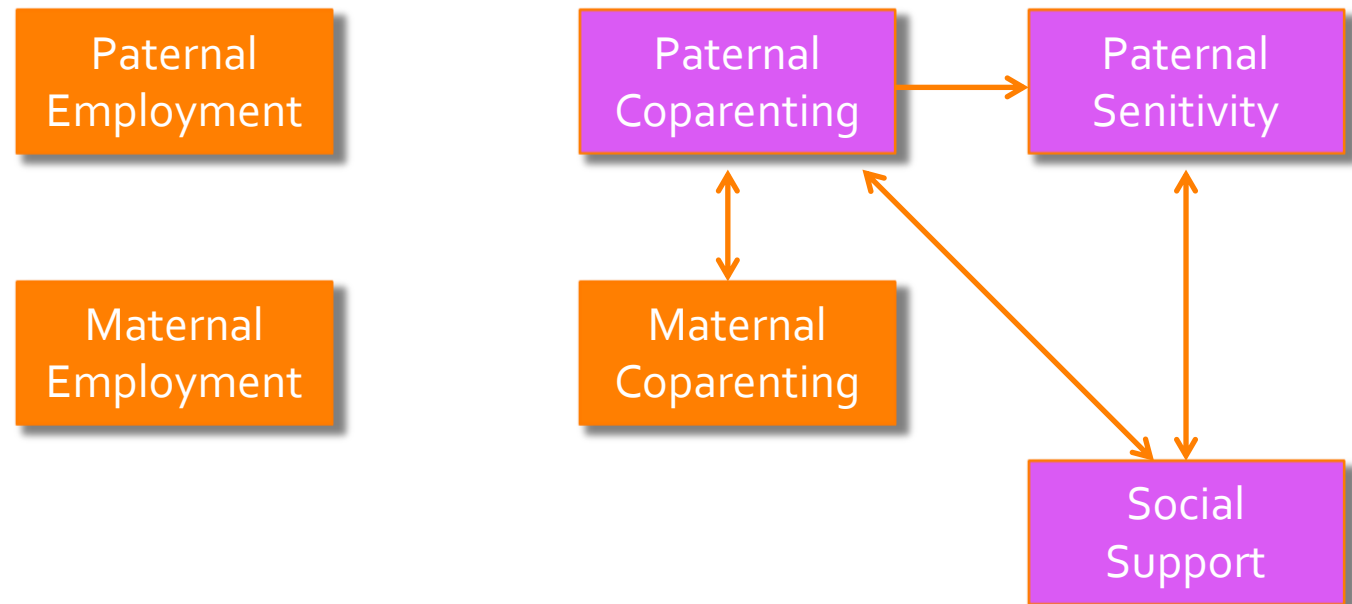 Paternal
Employment
Paternal
Coparenting
Paternal
Senitivity
Maternal
Employment
Maternal
Coparenting
Social
Support